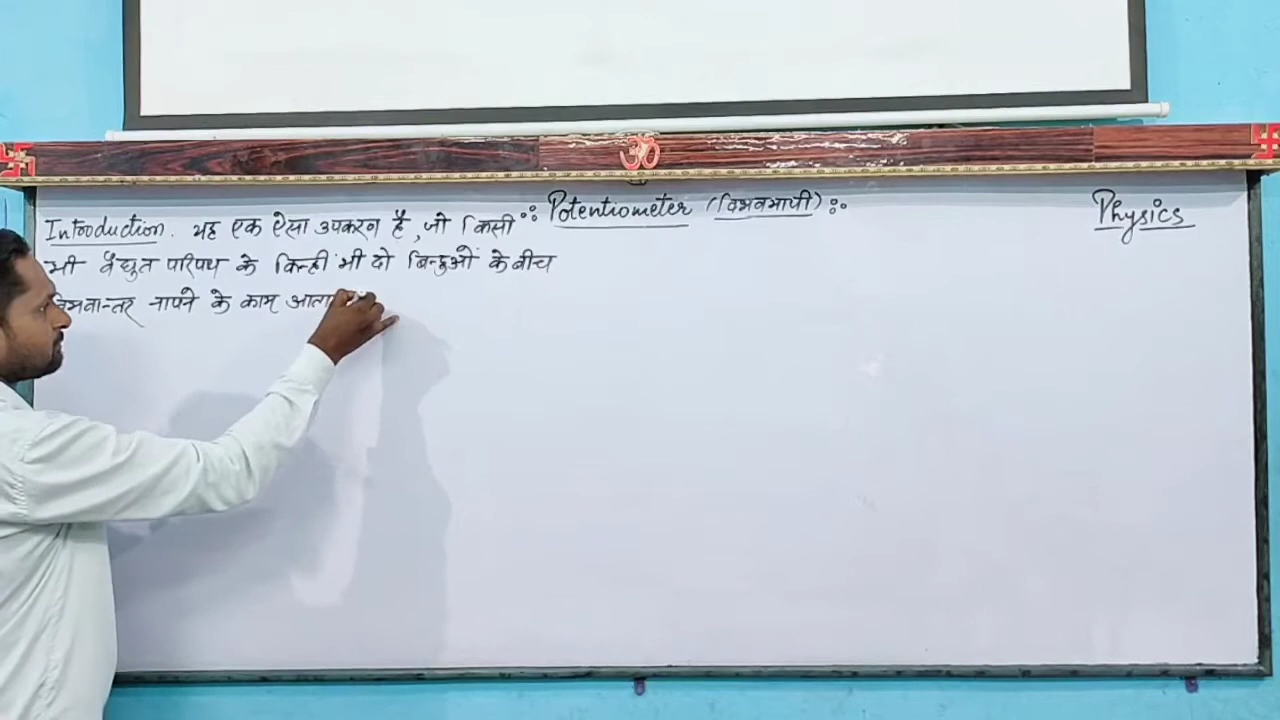 :: Potentiometer (विभवमापी) ::
Physics
Introduction. यह एक ऐसा उपकरण है, जो किसी
भी वैद्युत परिपथ के किन्हीं भी दो बिन्दुओं के बीच
विभवान्तर नापने के काम आता
ॐ